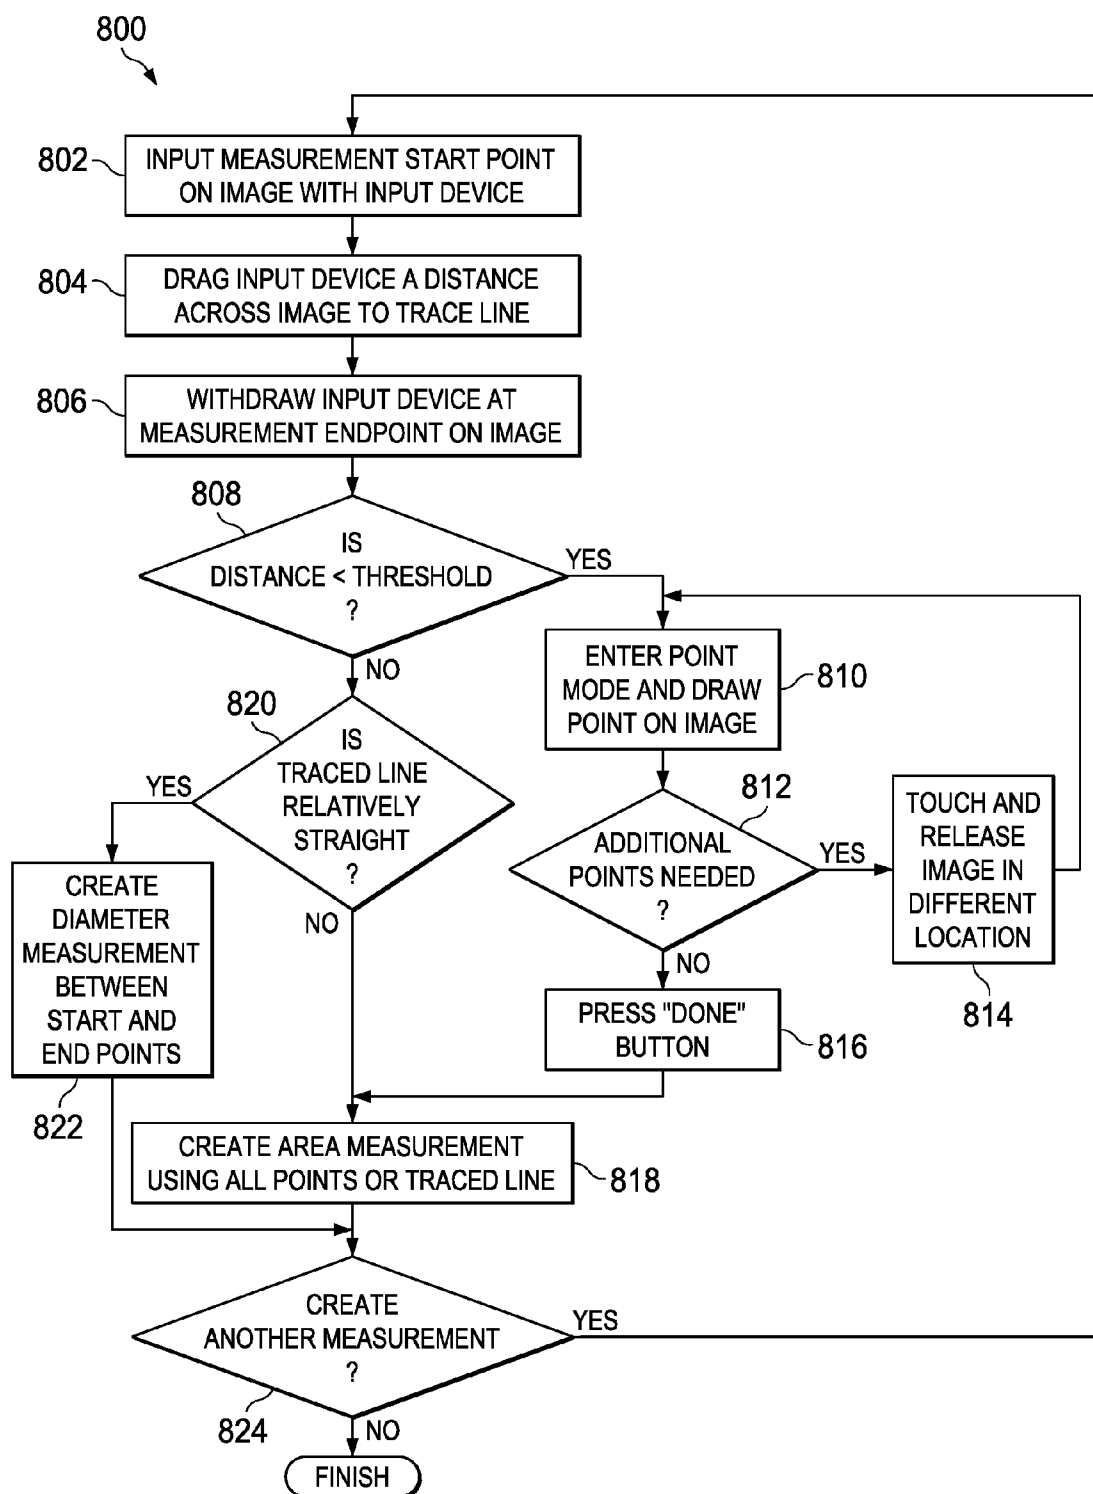 800
802
INPUT MEASUREMENT START POINT
ON IMAGE WITH INPUT DEVICE
804
DRAG INPUT DEVICE A DISTANCE
ACROSS IMAGE TO TRACE LINE
806
WITHDRAW INPUT DEVICE AT
MEASUREMENT ENDPOINT ON IMAGE
808
IS
DISTANCE < THRESHOLD
?
YES
NO
810
ENTER POINT
MODE AND DRAW
POINT ON IMAGE
812
ADDITIONAL
POINTS NEEDED
?
YES
NO
814
TOUCH AND
RELEASE
IMAGE IN
DIFFERENT
LOCATION
816
PRESS "DONE"
BUTTON
820
IS
TRACED LINE
RELATIVELY
STRAIGHT
?
YES
NO
822
CREATE
DIAMETER
MEASUREMENT
BETWEEN
START AND
END POINTS
818
CREATE AREA MEASUREMENT
USING ALL POINTS OR TRACED LINE
824
CREATE
ANOTHER MEASUREMENT
?
YES
NO
FINISH